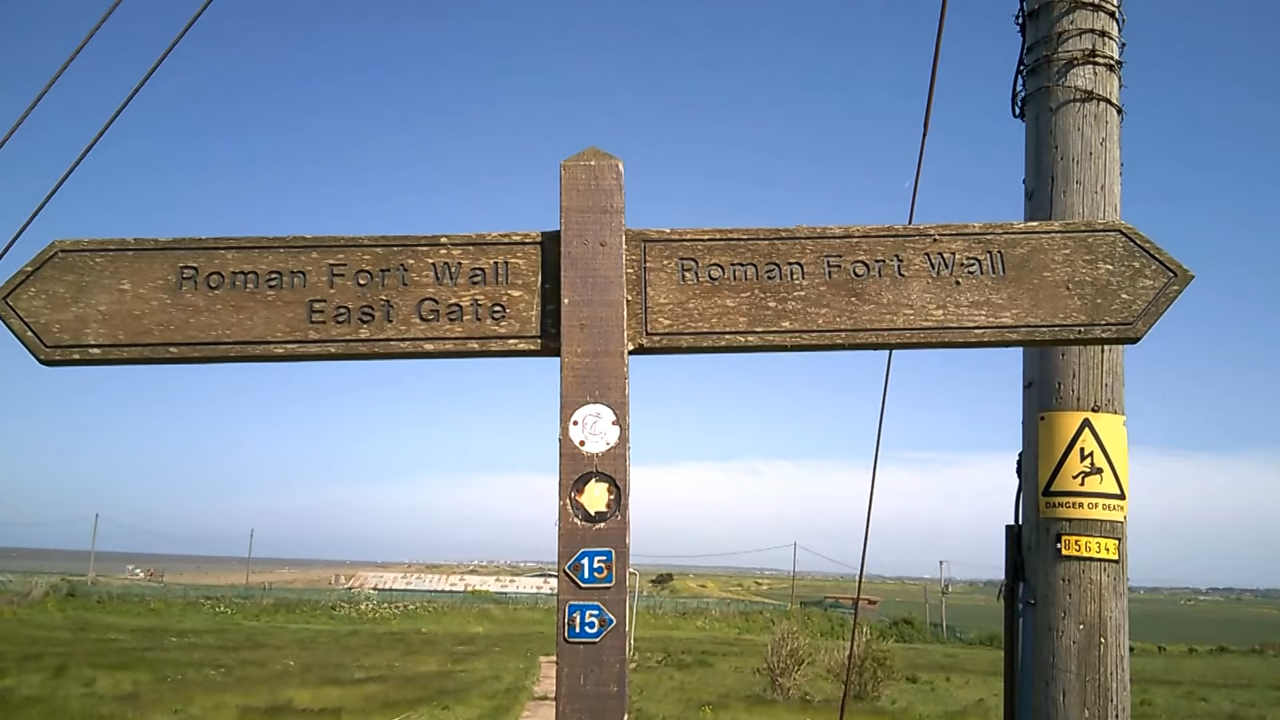 Roman Fort Wall
East Gate
Roman Fort Wall
15
15
DANGER OF DEATH
856343